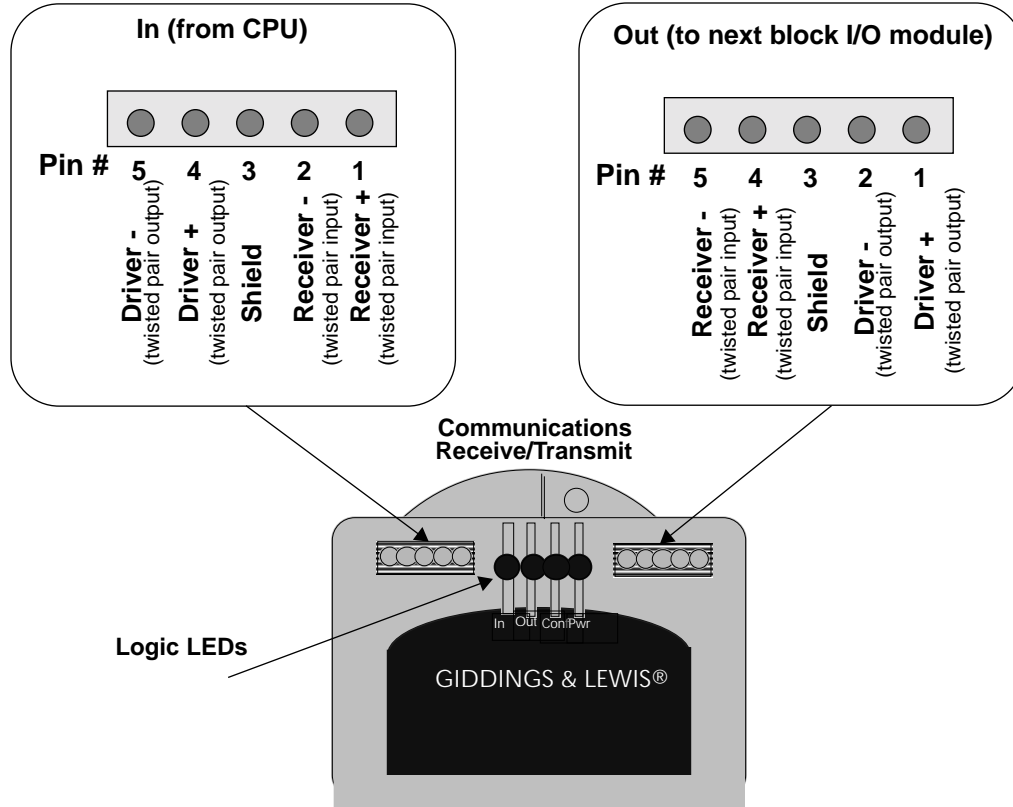 In (from CPU)
Pin # 5 4 3 2 1
Driver -
(twisted pair output)
Driver +
(twisted pair output)
Shield
Receiver -
(twisted pair input)
Receiver +
(twisted pair input)
Out (to next block I/O module)
Pin # 5 4 3 2 1
Receiver -
(twisted pair input)
Receiver +
(twisted pair input)
Shield
Driver -
(twisted pair output)
Driver +
(twisted pair output)
Communications
Receive/Transmit
In Out Conf Pwr
Logic LEDs
GIDDINGS & LEWIS®